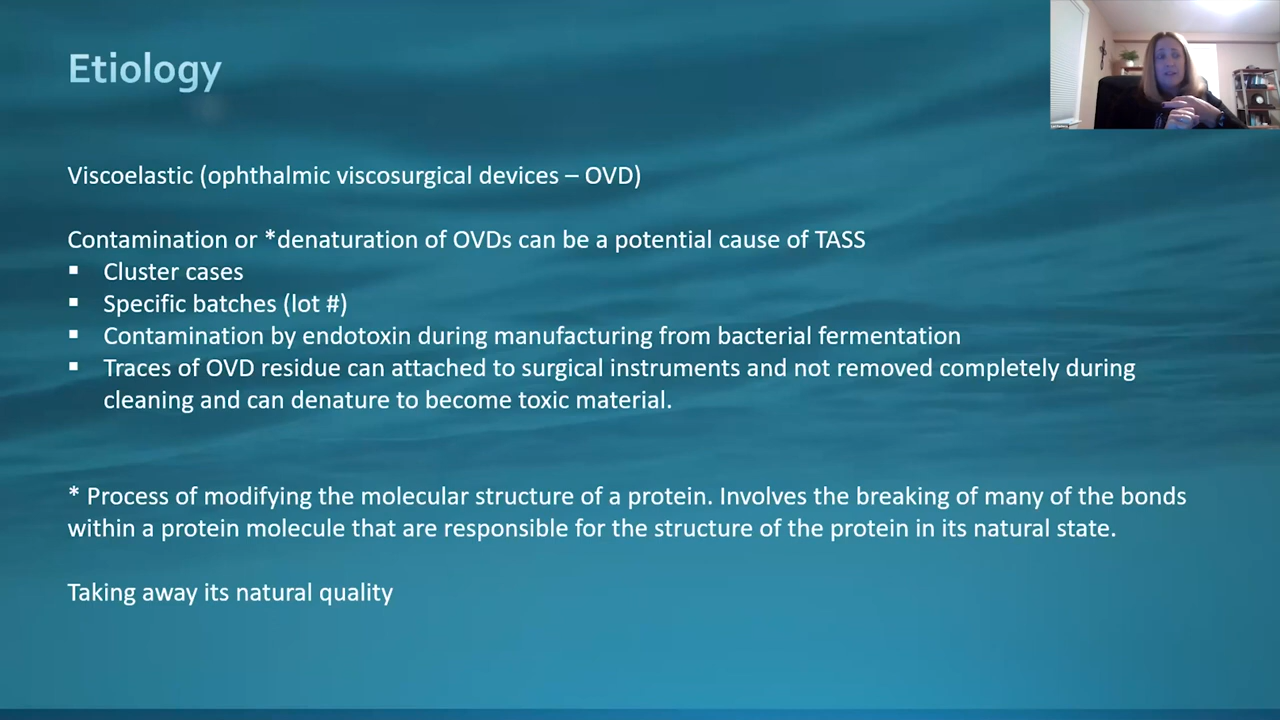 Etiology
Viscoelastic (ophthalmic viscosurgical devices – OVD)
Contamination or *denaturation of OVDs can be a potential cause of TASS
▪ Cluster cases
▪ Specific batches (lot #)
▪ Contamination by endotoxin during manufacturing from bacterial fermentation
▪ Traces of OVD residue can attached to surgical instruments and not removed completely during
cleaning and can denature to become toxic material.
* Process of modifying the molecular structure of a protein. Involves the breaking of many of the bonds
within a protein molecule that are responsible for the structure of the protein in its natural state.
Taking away its natural quality